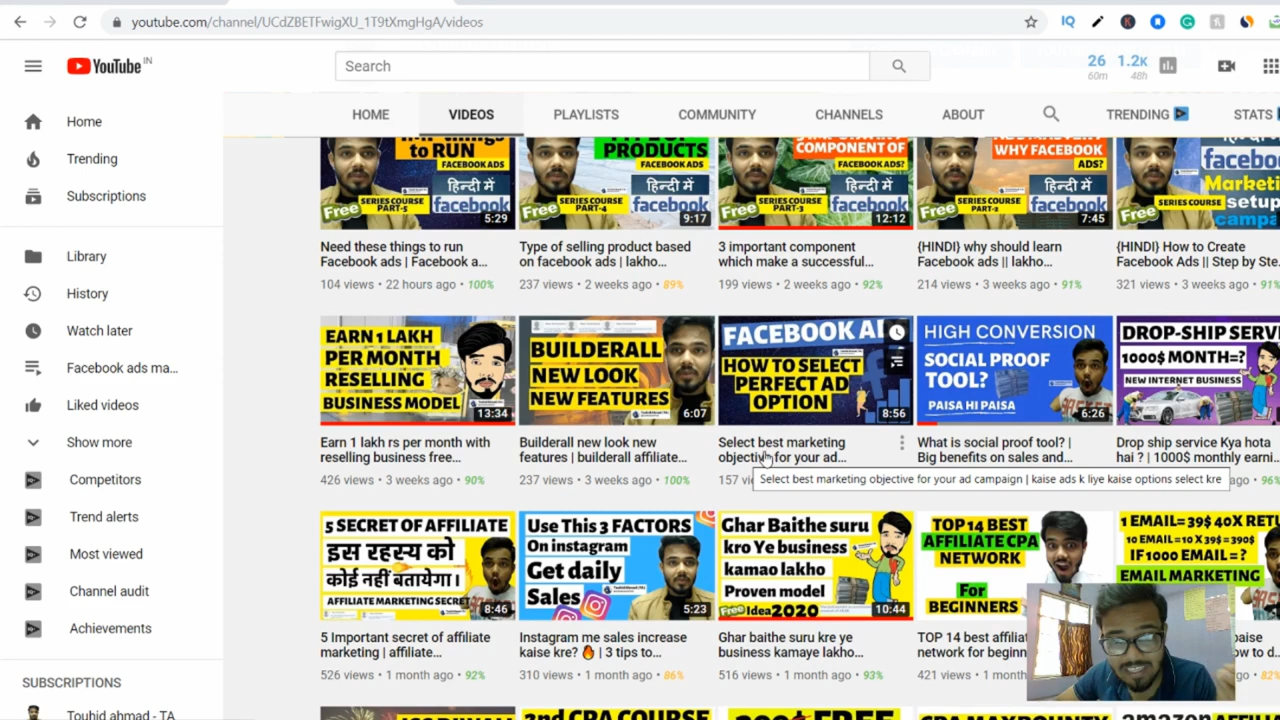 youtube.com/channel/UCdZBETFwigXU_1T9tXmgHgA/videos
YouTube IN
Search
26 60m
1.2K 48h
HOME VIDEOS PLAYLISTS COMMUNITY CHANNELS ABOUT TRENDING STATS
Home
Trending
Subscriptions
Library
History
Watch later
Facebook ads ma...
Liked videos
Show more
Competitors
Trend alerts
Most viewed
Channel audit
Achievements
SUBSCRIPTIONS
Touhid ahmad - TA
to RUN
FACEBOOK ADS
हिन्दी में
Free SERIES COURSE PART-5
facebook
5:29
PRODUCTS
FACEBOOK ADS
हिन्दी में
Free SERIES COURSE PART-4
facebook
9:17
COMPONENT OF
FACEBOOK ADS?
हिन्दी में
Free SERIES COURSE PART-3
facebook
12:12
WHY FACEBOOK
ADS?
हिन्दी में
Free SERIES COURSE PART-2
facebook
7:45
Marketi
setup
campa
Free SERIES COURSE
Need these things to run
Facebook ads | Facebook a...
104 views • 22 hours ago • 100%
Type of selling product based
on facebook ads | lakho...
237 views • 2 weeks ago • 89%
3 important component
which make a successful...
199 views • 2 weeks ago • 92%
{HINDI} why should learn
Facebook ads || lakho...
214 views • 3 weeks ago • 91%
{HINDI} How to Create
Facebook Ads || Step by Ste...
321 views • 3 weeks ago • 91%
EARN 1 LAKH
PER MONTH
RESELLING
BUSINESS MODEL
13:34
BUILDERALL
NEW LOOK
NEW FEATURES
6:07
FACEBOOK AD
HOW TO SELECT
PERFECT AD
OPTION
8:56
HIGH CONVERSION
SOCIAL PROOF
TOOL?
PAISA HI PAISA
6:26
DROP-SHIP SERV
1000$ MONTH=?
NEW INTERNET BUSINESS
Earn 1 lakh rs per month with
reselling business free...
426 views • 3 weeks ago • 90%
Builderall new look new
features | builderall affiliate...
237 views • 3 weeks ago • 100%
Select best marketing
objective for your ad...
157 vi
What is social proof tool? |
Big benefits on sales and...
Drop ship service Kya hota
hai ? | 1000$ monthly earni...
ago • 96%
Select best marketing objective for your ad campaign | kaise ads k liye kaise options select kre
5 SECRET OF AFFILIATE
इस रहस्य को
कोई नहीं बतायेगा।
AFFILIATE MARKETING SECRET
8:46
Use This 3 FACTORS
On instagram
Get daily
Sales
5:23
Ghar Baithe suru
kro Ye business
kamao lakho
Proven model
Free Idea2020
10:44
TOP 14 BEST
AFFILIATE CPA
NETWORK
For
BEGINNERS
1 EMAIL=39$ 40X RET
10 EMAIL=10 X 39$=390$
IF 1000 EMAIL=?
EMAIL MARKETING
5 Important secret of affiliate
marketing | affiliate...
526 views • 1 month ago • 92%
Instagram me sales increase
kaise kre? 🔥 | 3 tips to...
310 views • 1 month ago • 86%
Ghar baithe suru kre ye
business kamaye lakho...
516 views • 1 month ago • 93%
TOP 14 best affiliat
network for beginn
421 views • 1 month
paise
ow to d...
82%
2nd CPA COURSE
200$ FREE